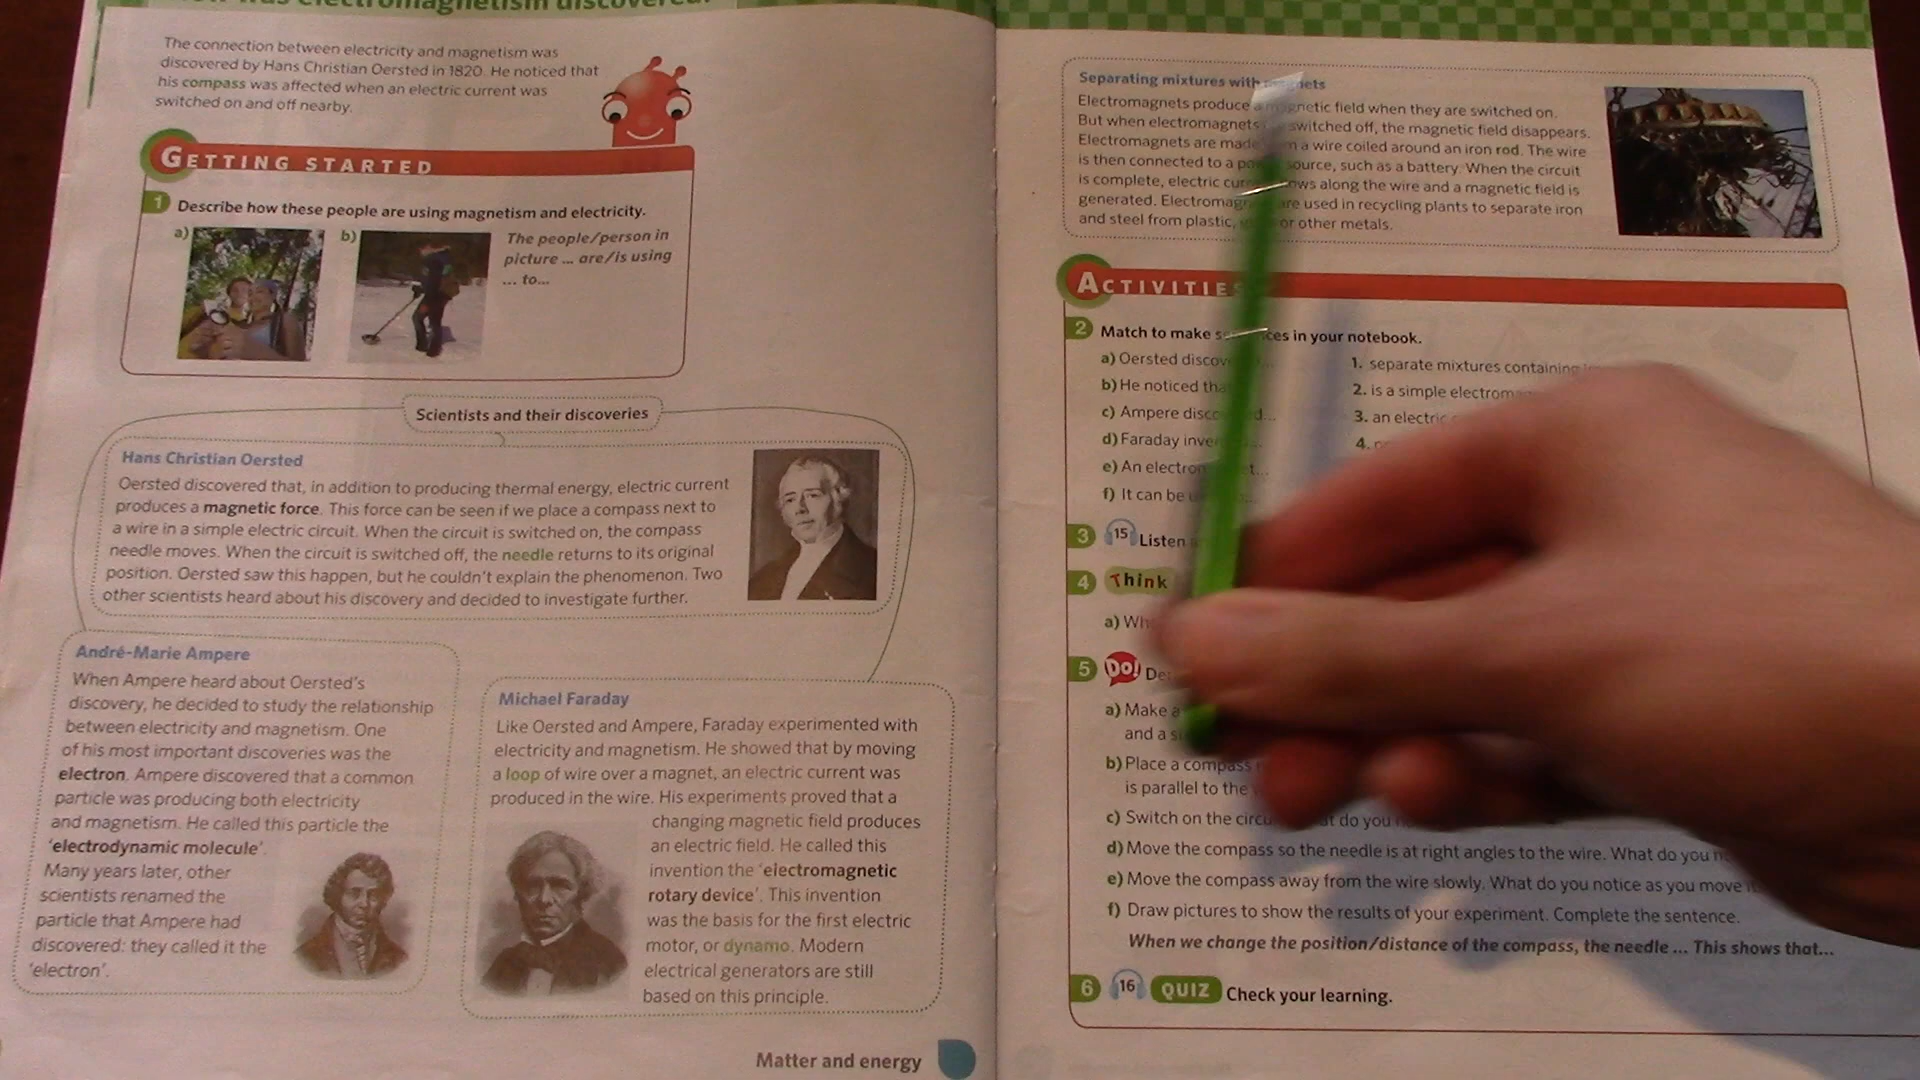 electromagnetism discovered?
The connection between electricity and magnetism was
discovered by Hans Christian Oersted in 1820. He noticed that
his compass was affected when an electric current was
switched on and off nearby.
GETTING STARTED
1 Describe how these people are using magnetism and electricity.
a)
b)
The people/person in
picture ... are/is using
... to...
Scientists and their discoveries
Hans Christian Oersted
Oersted discovered that, in addition to producing thermal energy, electric current
produces a magnetic force. This force can be seen if we place a compass next to
a wire in a simple electric circuit. When the circuit is switched on, the compass
needle moves. When the circuit is switched off, the needle returns to its original
position. Oersted saw this happen, but he couldn't explain the phenomenon. Two
other scientists heard about his discovery and decided to investigate further.
André-Marie Ampere
When Ampere heard about Oersted's
discovery, he decided to study the relationship
between electricity and magnetism. One
of his most important discoveries was the
electron. Ampere discovered that a common
particle was producing both electricity
and magnetism. He called this particle the
'electrodynamic molecule'.
Many years later, other
scientists renamed the
particle that Ampere had
discovered: they called it the
'electron'.
Michael Faraday
Like Oersted and Ampere, Faraday experimented with
electricity and magnetism. He showed that by moving
a loop of wire over a magnet, an electric current was
produced in the wire. His experiments proved that a
changing magnetic field produces
an electric field. He called this
invention the 'electromagnetic
rotary device'. This invention
was the basis for the first electric
motor, or dynamo. Modern
electrical generators are still
based on this principle.
Matter and energy
Separating mixtures with
Electromagnets produce a magnetic field when they are switched on.
But when electromagnets switched off, the magnetic field disappears.
Electromagnets are made a wire coiled around an iron rod. The wire
is then connected to a source, such as a battery. When the circuit
is complete, electric along the wire and a magnetic field is
generated. are used in recycling plants to separate iron
and steel from plastic, or other metals.
ACTIVITIES
2 Match to make in your notebook.
a) Oersted
b) He noticed
c) Ampere
d) Faraday
e) An
f) It can be
1. separate mixtures containing
2. is a simple
3. an electric
4.
3 15 Listen
4 Think
a)
5 Do!
a) Make a
and a
b) Place a compass
is parallel to the
c) Switch on the do you
d) Move the compass so the needle is at right angles to the wire. What do you
e) Move the compass away from the wire slowly. What do you notice as you move
f) Draw pictures to show the results of your experiment. Complete the sentence.
When we change the position/distance of the compass, the needle ... This shows that...
6 16 QUIZ Check your learning.